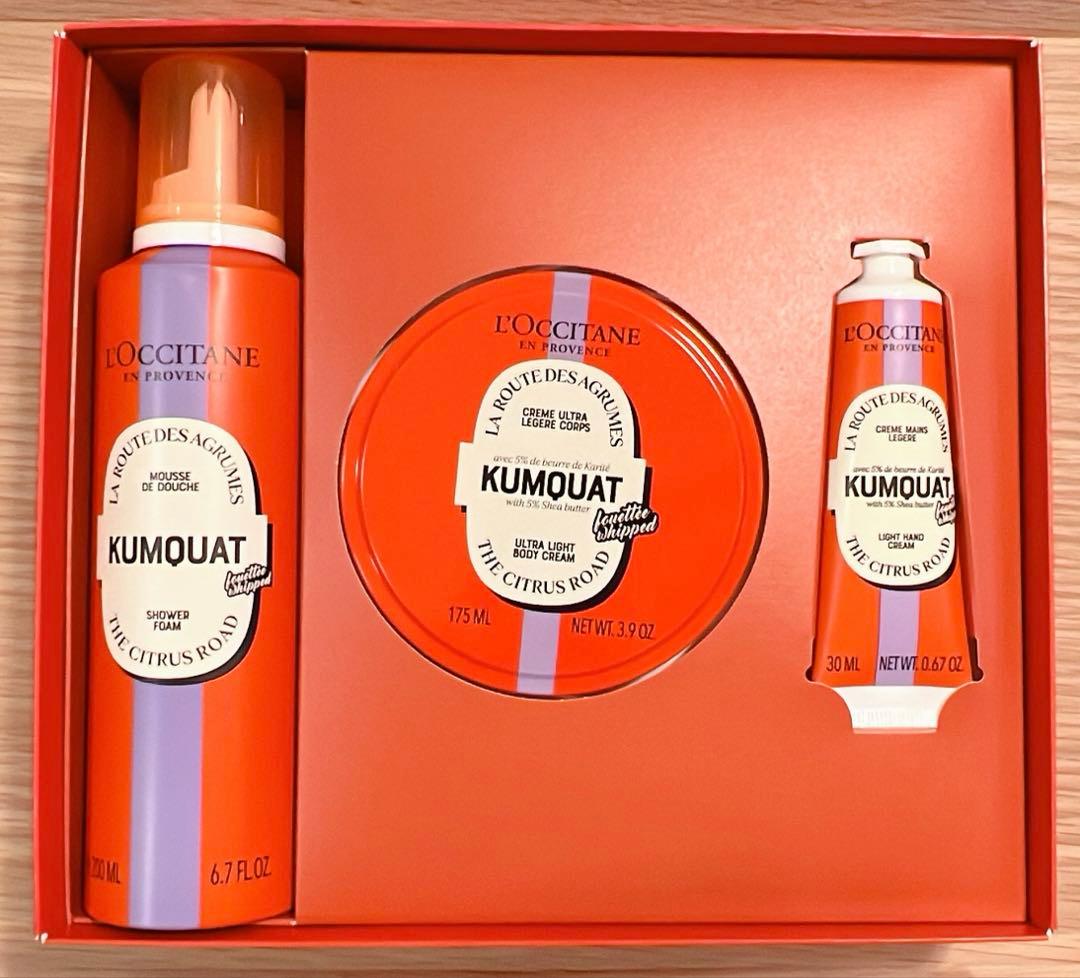 L'OCCITANE
EN PROVENCE
LA ROUTE DES AGRUMES
MOUSSE
DE DOUCHE
KUMQUAT
fouettée
whipped
SHOWER
FOAM
THE CITRUS ROAD
200 ML
6.7 FL.OZ.
L'OCCITANE
EN PROVENCE
LA ROUTE DES AGRUMES
CREME ULTRA
LEGERE CORPS
avec 5% de beurre de Karité
KUMQUAT
with 5% Shea butter
fouettée
whipped
ULTRA LIGHT
BODY CREAM
THE CITRUS ROAD
175 ML
NET WT. 3.9 OZ.
L'OCCITANE
EN PROVENCE
LA ROUTE DES AGRUMES
CREME MAINS
LEGERE
avec 5% de beurre de Karité
KUMQUAT
with 5% Shea butter
LIGHT HAND
CREAM
THE CITRUS ROAD
30 ML
NET WT. 0.67 OZ.